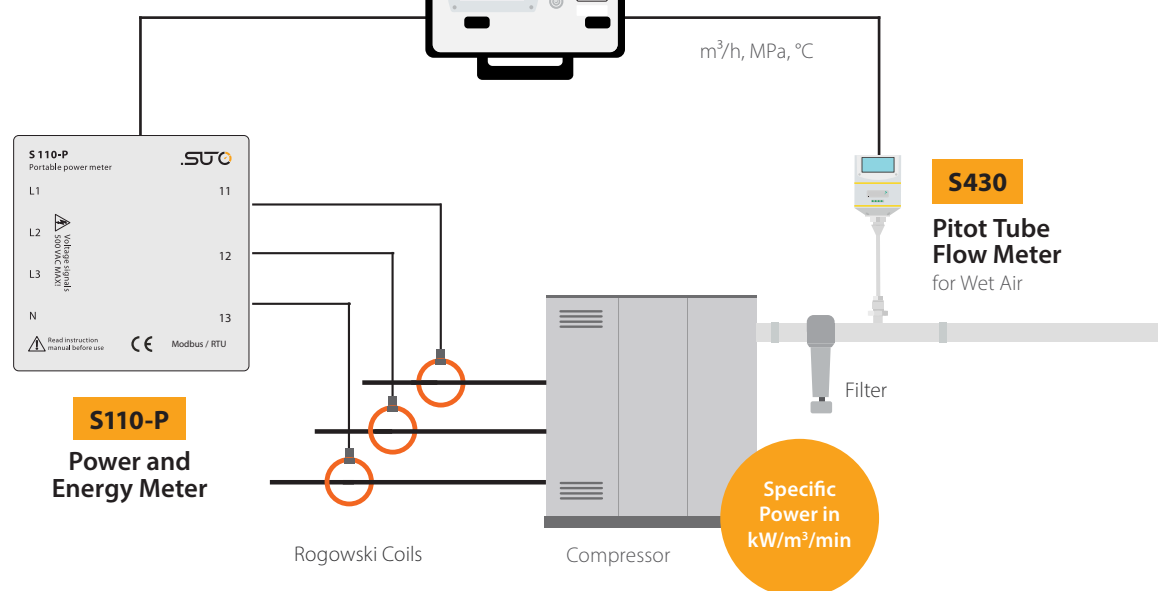 m³/h, MPa, °C
S 110-P
Portable power meter
.SUTO
L1
11
L2
Voltage signals
500 VAC MAX!
12
L3
N
13
Read instruction
manual before use
CE
Modbus / RTU
S110-P
Power and
Energy Meter
S430
Pitot Tube
Flow Meter
for Wet Air
Filter
Specific
Power in
kW/m³/min
Rogowski Coils
Compressor